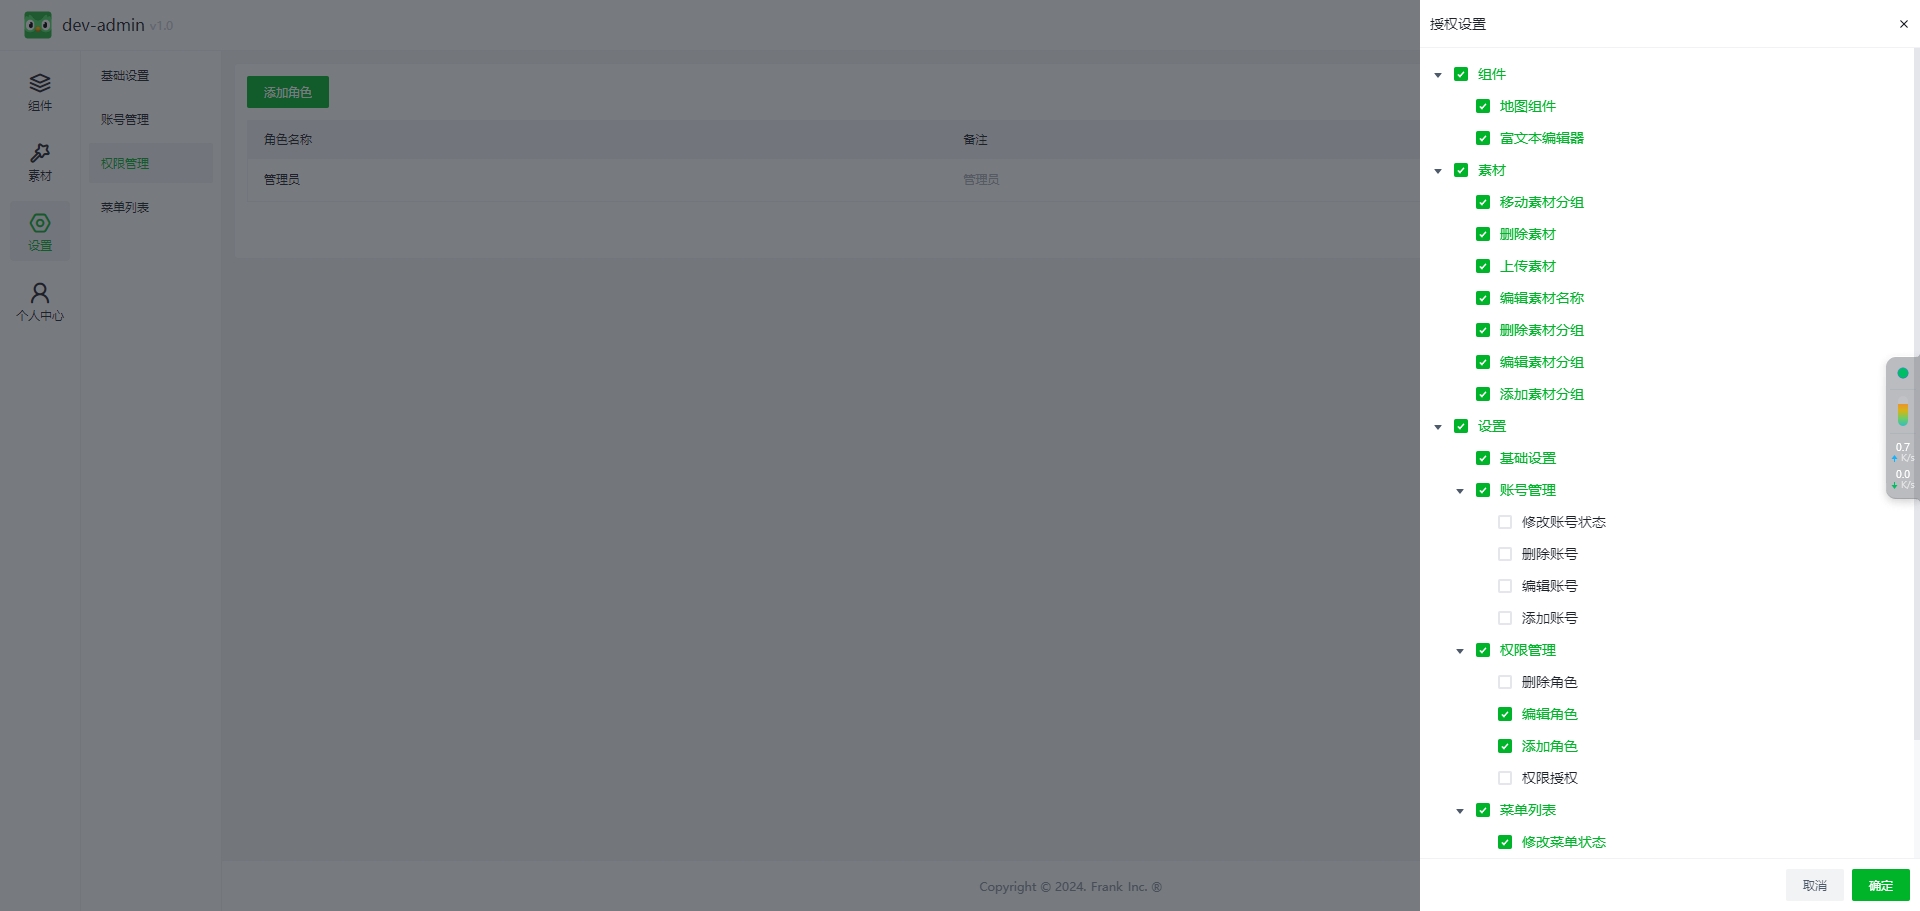 dev-admin v1.0
组件
素材
设置
个人中心
基础设置
账号管理
权限管理
菜单列表
添加角色
角色名称 备注
管理员 管理员
Copyright © 2024. Frank Inc. ®
授权设置
组件
地图组件
富文本编辑器
素材
移动素材分组
删除素材
上传素材
编辑素材名称
删除素材分组
编辑素材分组
添加素材分组
设置
基础设置
账号管理
修改账号状态
删除账号
编辑账号
添加账号
权限管理
删除角色
编辑角色
添加角色
权限授权
菜单列表
修改菜单状态
取消 确定
0.7
K/s
0.0
K/s